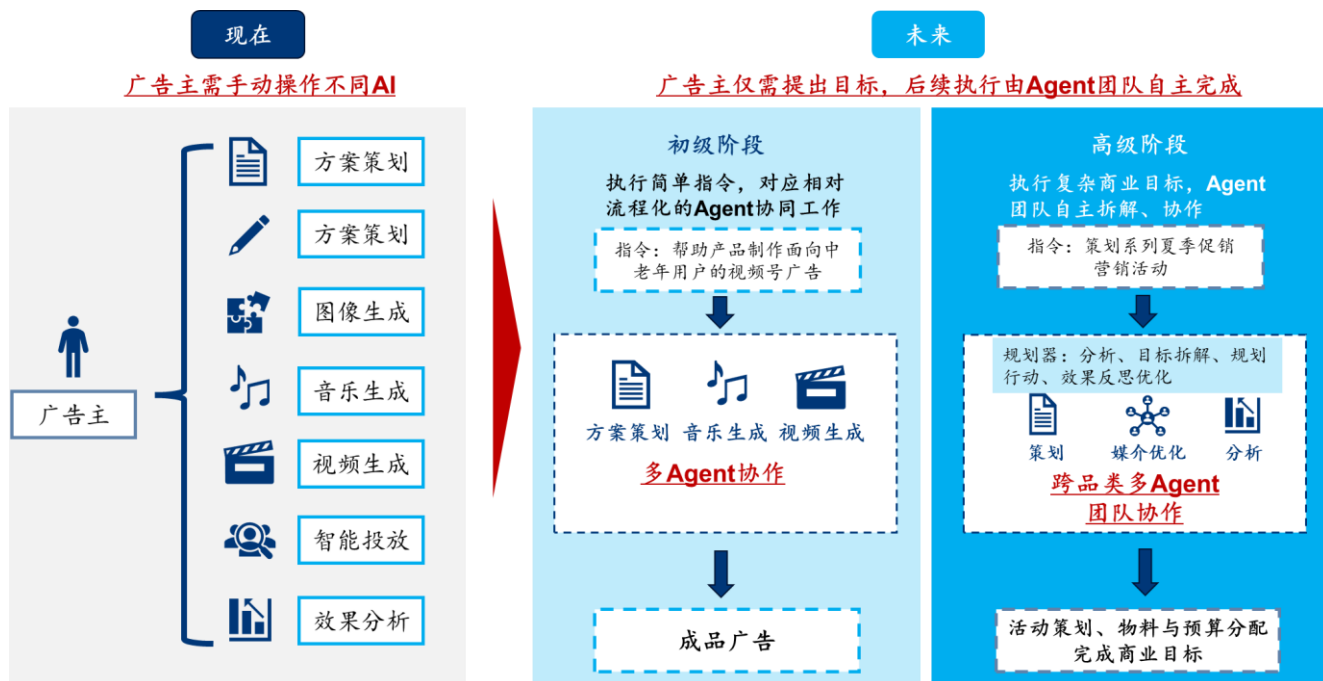 现在
广告主需手动操作不同AI
广告主
方案策划
方案策划
图像生成
音乐生成
视频生成
智能投放
效果分析
未来
广告主仅需提出目标，后续执行由Agent团队自主完成
初级阶段
执行简单指令，对应相对
流程化的Agent协同工作
指令：帮助产品制作面向中
老年用户的视频号广告
方案策划 音乐生成 视频生成
多Agent协作
成品广告
高级阶段
执行复杂商业目标，Agent
团队自主拆解、协作
指令：策划系列夏季促销
营销活动
规划器：分析、目标拆解、规划
行动、效果反思优化
策划 媒介优化 分析
跨品类多Agent
团队协作
活动策划、物料与预算分配
完成商业目标